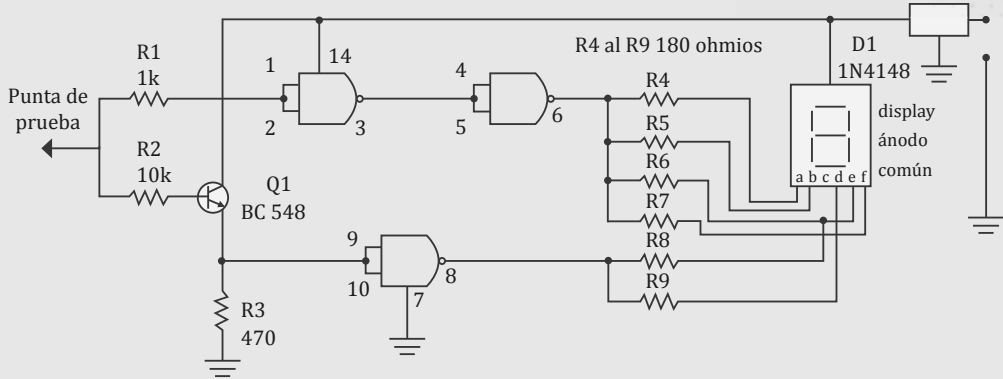 R4 al R9 180 ohmios
D1
1N4148
R1
1k
14
1
2
3
4
5
6
Punta de
prueba
R2
10k
Q1
BC 548
R4
R5
R6
R7
R8
R9
display
ánodo
común
a b c d e f
9
10
8
7
R3
470